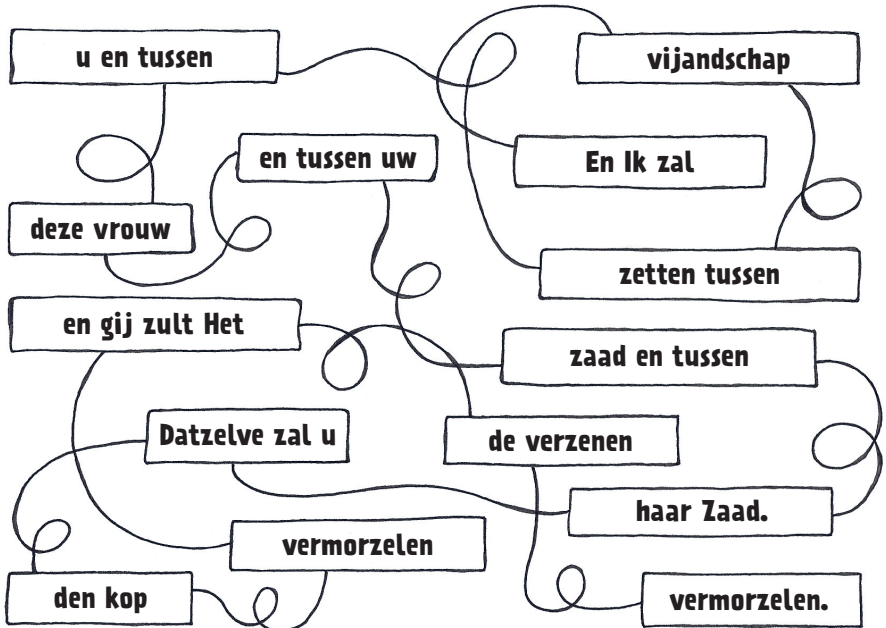 u en tussen
vijandschap
en tussen uw
En Ik zal
deze vrouw
zetten tussen
en gij zult Het
zaad en tussen
Datzelve zal u
de verzenen
haar Zaad.
vermorzelen
den kop
vermorzelen.